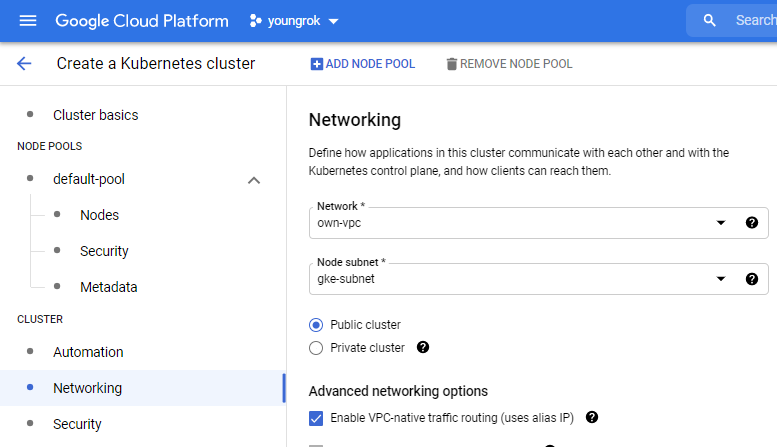 Google Cloud Platform youngrok Search
Create a Kubernetes cluster ADD NODE POOL REMOVE NODE POOL
Cluster basics
NODE POOLS
default-pool
Nodes
Security
Metadata
CLUSTER
Automation
Networking
Security
Networking
Define how applications in this cluster communicate with each other and with the
Kubernetes control plane, and how clients can reach them.
Network *
own-vpc
Node subnet *
gke-subnet
Public cluster
Private cluster
Advanced networking options
Enable VPC-native traffic routing (uses alias IP)